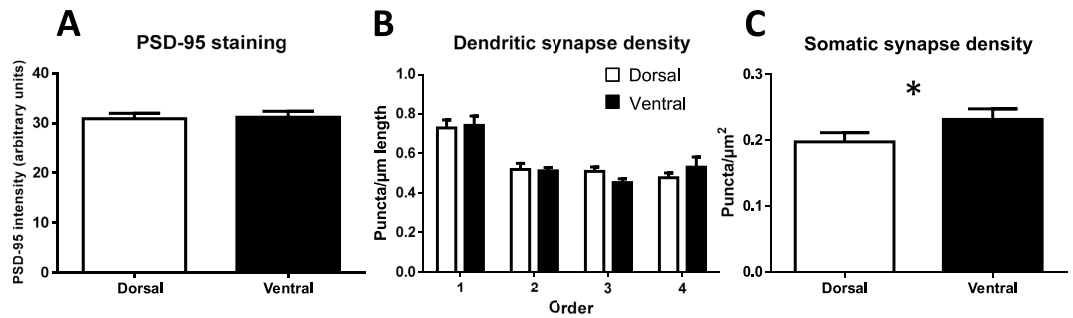 A
PSD-95 staining
PSD-95 intensity (arbitrary units)
40
30
20
10
0
Dorsal
Ventral
B
Dendritic synapse density
Dorsal
Ventral
Puncta/µm length
1.0
0.8
0.6
0.4
0.2
0.0
1
2
3
4
Order
C
Somatic synapse density
*
Puncta/µm²
0.3
0.2
0.1
0.0
Dorsal
Ventral